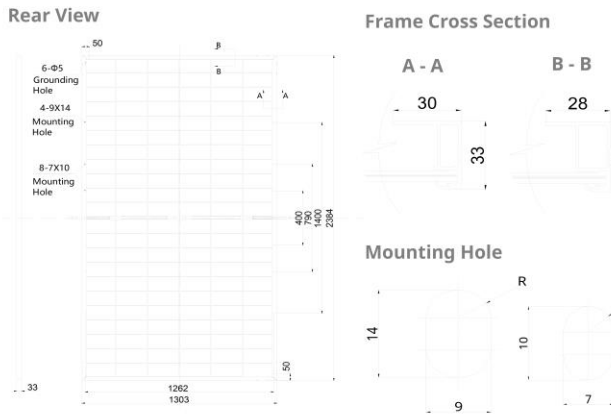 Rear View
50
B
B
6-Φ5
Grounding
Hole
A
A
4-9X14
Mounting
Hole
8-7X10
Mounting
Hole
400
790
1400
2384
50
33
1262
1303
Frame Cross Section
A - A
B - B
30
28
33
Mounting Hole
R
14
10
9
7